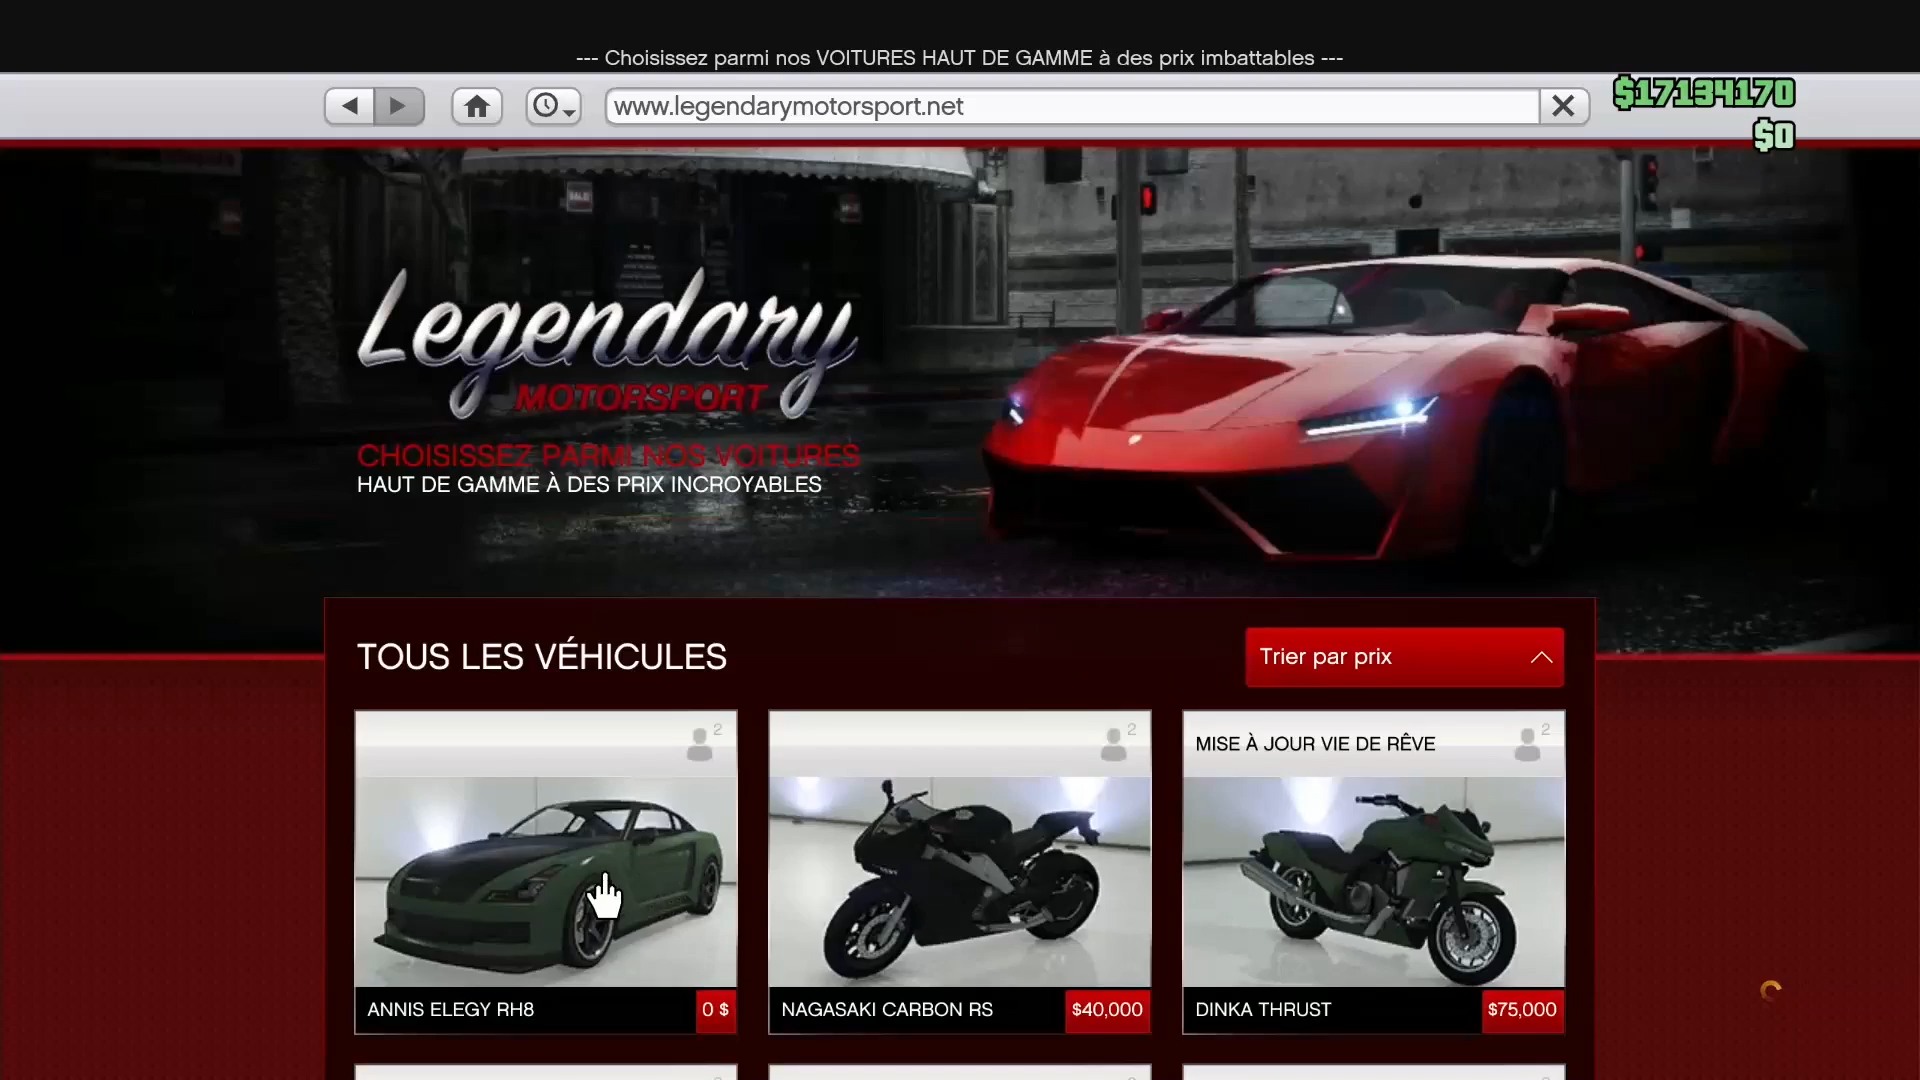 --- Choisissez parmi nos VOITURES HAUT DE GAMME à des prix imbattables ---
www.legendarymotorsport.net
$17134170
$0
Legendary
MOTORSPORT
CHOISISSEZ PARMI NOS VOITURES
HAUT DE GAMME À DES PRIX INCROYABLES
TOUS LES VÉHICULES
Trier par prix
2
2
MISE À JOUR VIE DE RÊVE
2
ANNIS ELEGY RH8
0 $
NAGASAKI CARBON RS
$40,000
DINKA THRUST
$75,000